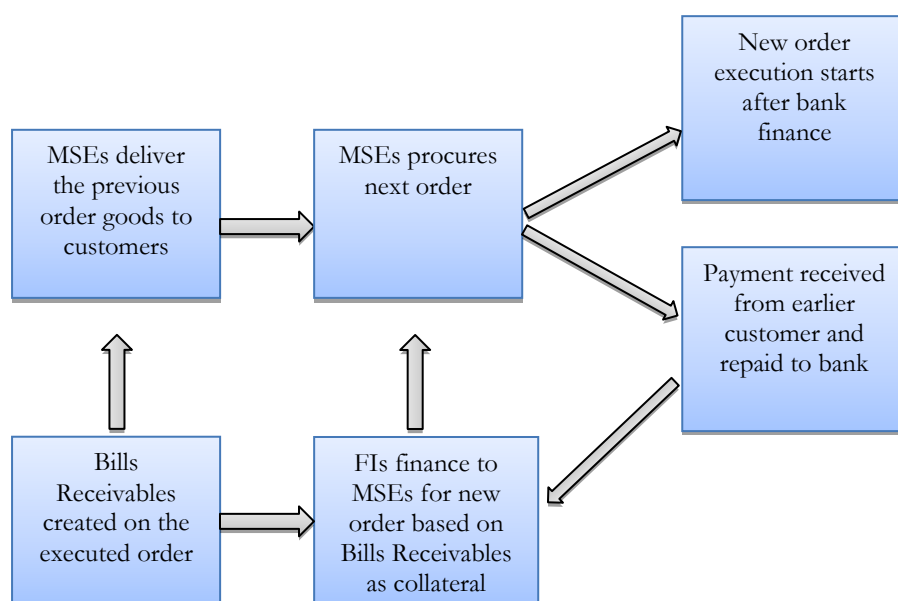 MSEs deliver
the previous
order goods to
customers
MSEs procures
next order
New order
execution starts
after bank
finance
Payment received
from earlier
customer and
repaid to bank
Bills
Receivables
created on the
executed order
FIs finance to
MSEs for new
order based on
Bills Receivables
as collateral